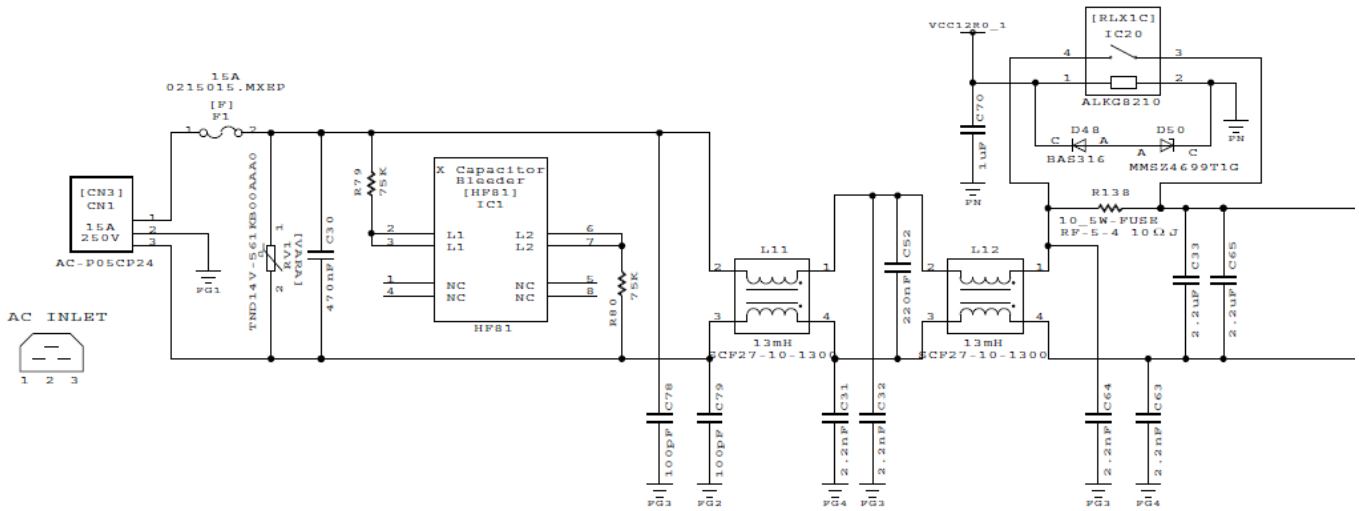 15A
0215015.MXEP
[F]
F1
1
2
[CN3]
CN1
15A
250V
1
2
3
AC-P05CP24
FG1
AC INLET
1 2 3
TND14V-561KB00AAA0
RV1
[VARA]
1
2
C30
470nF
R79
75K
X Capacitor
Bleeder
[HF81]
IC1
2
3
L1
L1
L2
L2
6
7
1
4
NC
NC
NC
NC
5
8
HF81
R80
75K
C78
100pF
FG3
C79
100pF
FG2
L11
2
1
3
4
13mH
SCF27-10-1300
C31
2.2nF
FG4
C32
2.2nF
FG3
C52
220nF
L12
2
1
3
4
13mH
SCF27-10-1300
VCC12R0_1
C70
1uF
PN
[RLX1C]
IC20
4
3
1
2
ALKG8210
PN
D48
C
A
BAS316
D50
A
C
MMSZ4699T1G
R138
10_5W-FUSE
RF-5-4 10ΩJ
C33
2.2uF
C65
2.2uF
C64
2.2nF
FG3
C63
2.2nF
FG4